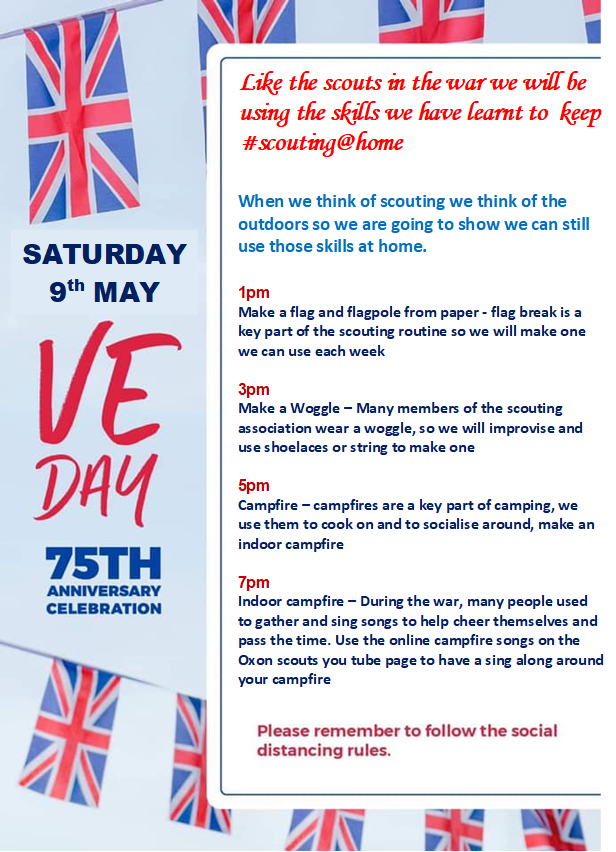 Like the scouts in the war we will be
using the skills we have learnt to keep
#scouting@home
When we think of scouting we think of the
outdoors so we are going to show we can still
use those skills at home.
SATURDAY
9th MAY
VE
DAY
75TH
ANNIVERSARY
CELEBRATION
1pm
Make a flag and flagpole from paper - flag break is a
key part of the scouting routine so we will make one
we can use each week
3pm
Make a Woggle – Many members of the scouting
association wear a woggle, so we will improvise and
use shoelaces or string to make one
5pm
Campfire – campfires are a key part of camping, we
use them to cook on and to socialise around, make an
indoor campfire
7pm
Indoor campfire – During the war, many people used
to gather and sing songs to help cheer themselves and
pass the time. Use the online campfire songs on the
Oxon scouts you tube page to have a sing along around
your campfire
Please remember to follow the social
distancing rules.